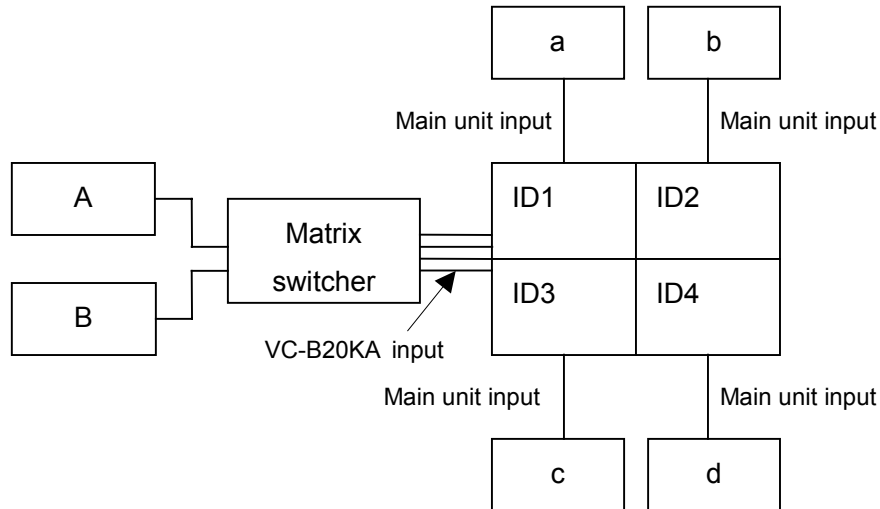 a
b
Main unit input
Main unit input
A
ID1
ID2
Matrix
switcher
B
ID3
ID4
VC-B20KA input
Main unit input
Main unit input
c
d